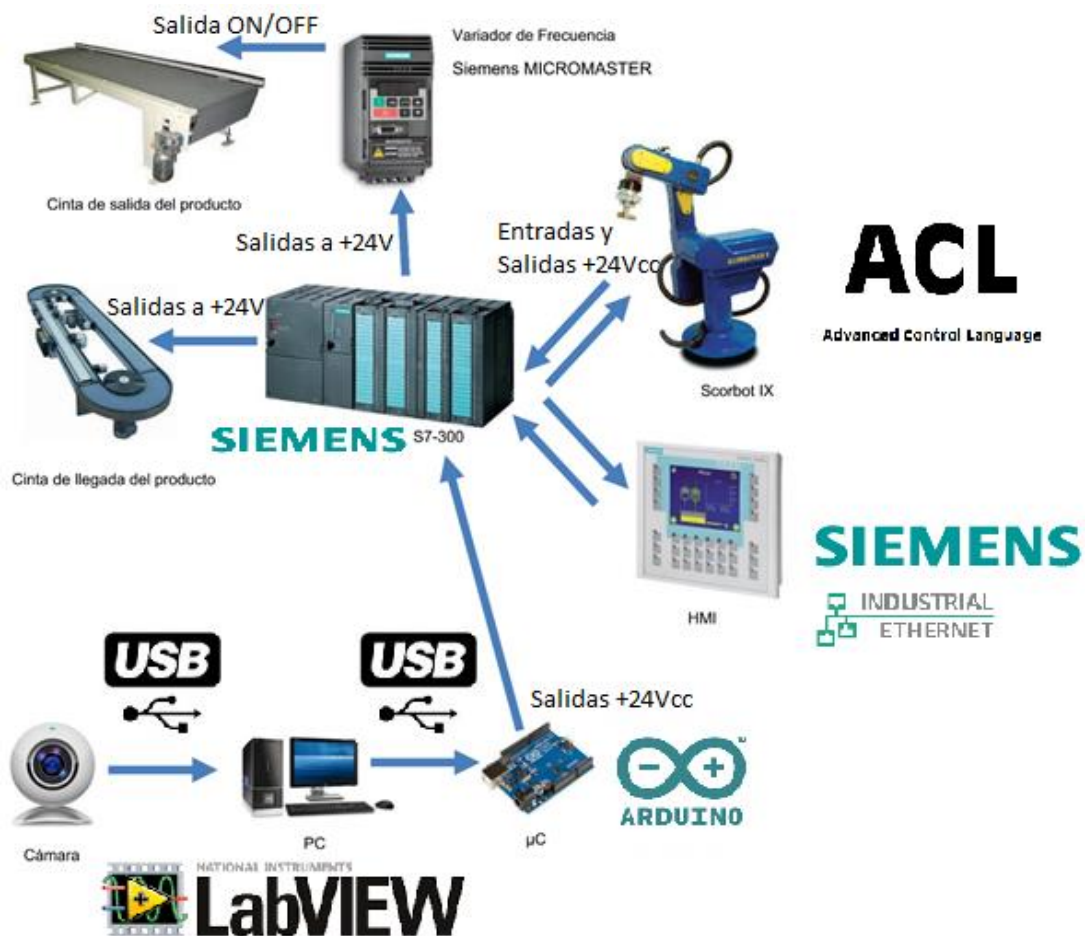 Salida ON/OFF
Variador de Frecuencia
SIEMENS
Siemens MICROMASTER
Cinta de salida del producto
Salidas a +24V
Entradas y
Salidas +24Vcc
ACL
Advanced Control Language
Salidas a +24V
Scorbot IX
SIEMENS S7-300
Cinta de llegada del producto
SIEMENS
INDUSTRIAL
ETHERNET
HMI
USB
USB
Salidas +24Vcc
ARDUINO
PC
µC
Cámara
NATIONAL INSTRUMENTS
LabVIEW